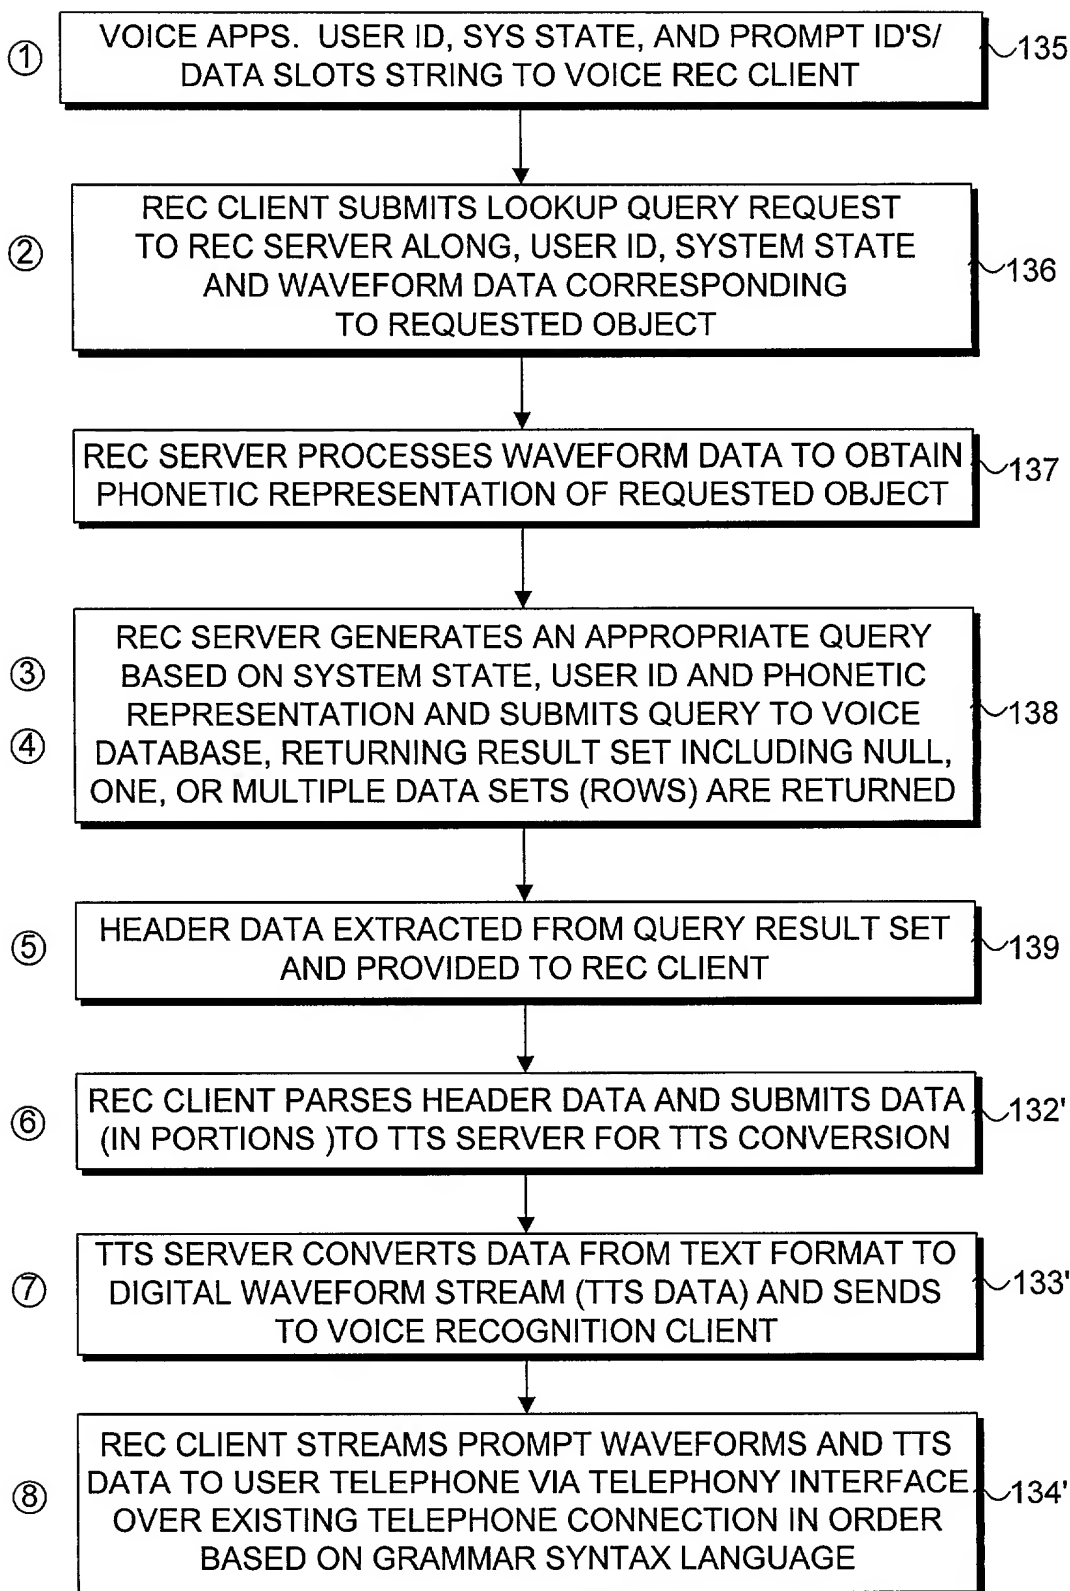 ① VOICE APPS. USER ID, SYS STATE, AND PROMPT ID'S/ 135
DATA SLOTS STRING TO VOICE REC CLIENT
② REC CLIENT SUBMITS LOOKUP QUERY REQUEST
TO REC SERVER ALONG, USER ID, SYSTEM STATE 136
AND WAVEFORM DATA CORRESPONDING
TO REQUESTED OBJECT
REC SERVER PROCESSES WAVEFORM DATA TO OBTAIN 137
PHONETIC REPRESENTATION OF REQUESTED OBJECT
REC SERVER GENERATES AN APPROPRIATE QUERY
③ BASED ON SYSTEM STATE, USER ID AND PHONETIC
REPRESENTATION AND SUBMITS QUERY TO VOICE 138
④ DATABASE, RETURNING RESULT SET INCLUDING NULL,
ONE, OR MULTIPLE DATA SETS (ROWS) ARE RETURNED
⑤ HEADER DATA EXTRACTED FROM QUERY RESULT SET 139
AND PROVIDED TO REC CLIENT
⑥ REC CLIENT PARSES HEADER DATA AND SUBMITS DATA 132'
(IN PORTIONS )TO TTS SERVER FOR TTS CONVERSION
TTS SERVER CONVERTS DATA FROM TEXT FORMAT TO
⑦ DIGITAL WAVEFORM STREAM (TTS DATA) AND SENDS 133'
TO VOICE RECOGNITION CLIENT
REC CLIENT STREAMS PROMPT WAVEFORMS AND TTS
⑧ DATA TO USER TELEPHONE VIA TELEPHONY INTERFACE 134'
OVER EXISTING TELEPHONE CONNECTION IN ORDER
BASED ON GRAMMAR SYNTAX LANGUAGE